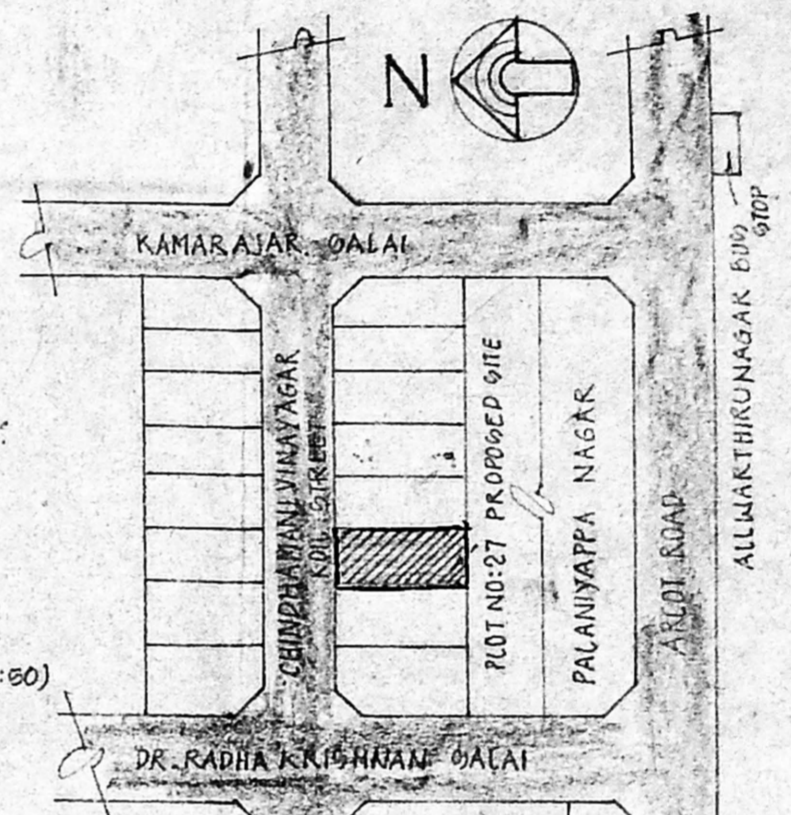 N
KAMARAJAR. SALAI
ALLWARTHIRUNAGAR BUS
STOP
CHINDHAMANI VINAYAGAR
KOIL STREET
PLOT NO:27 PROPOSED SITE
PALANIYAPPA NAGAR
ARCOT ROAD
:50)
DR. RADHA KRISHNAN SALAI